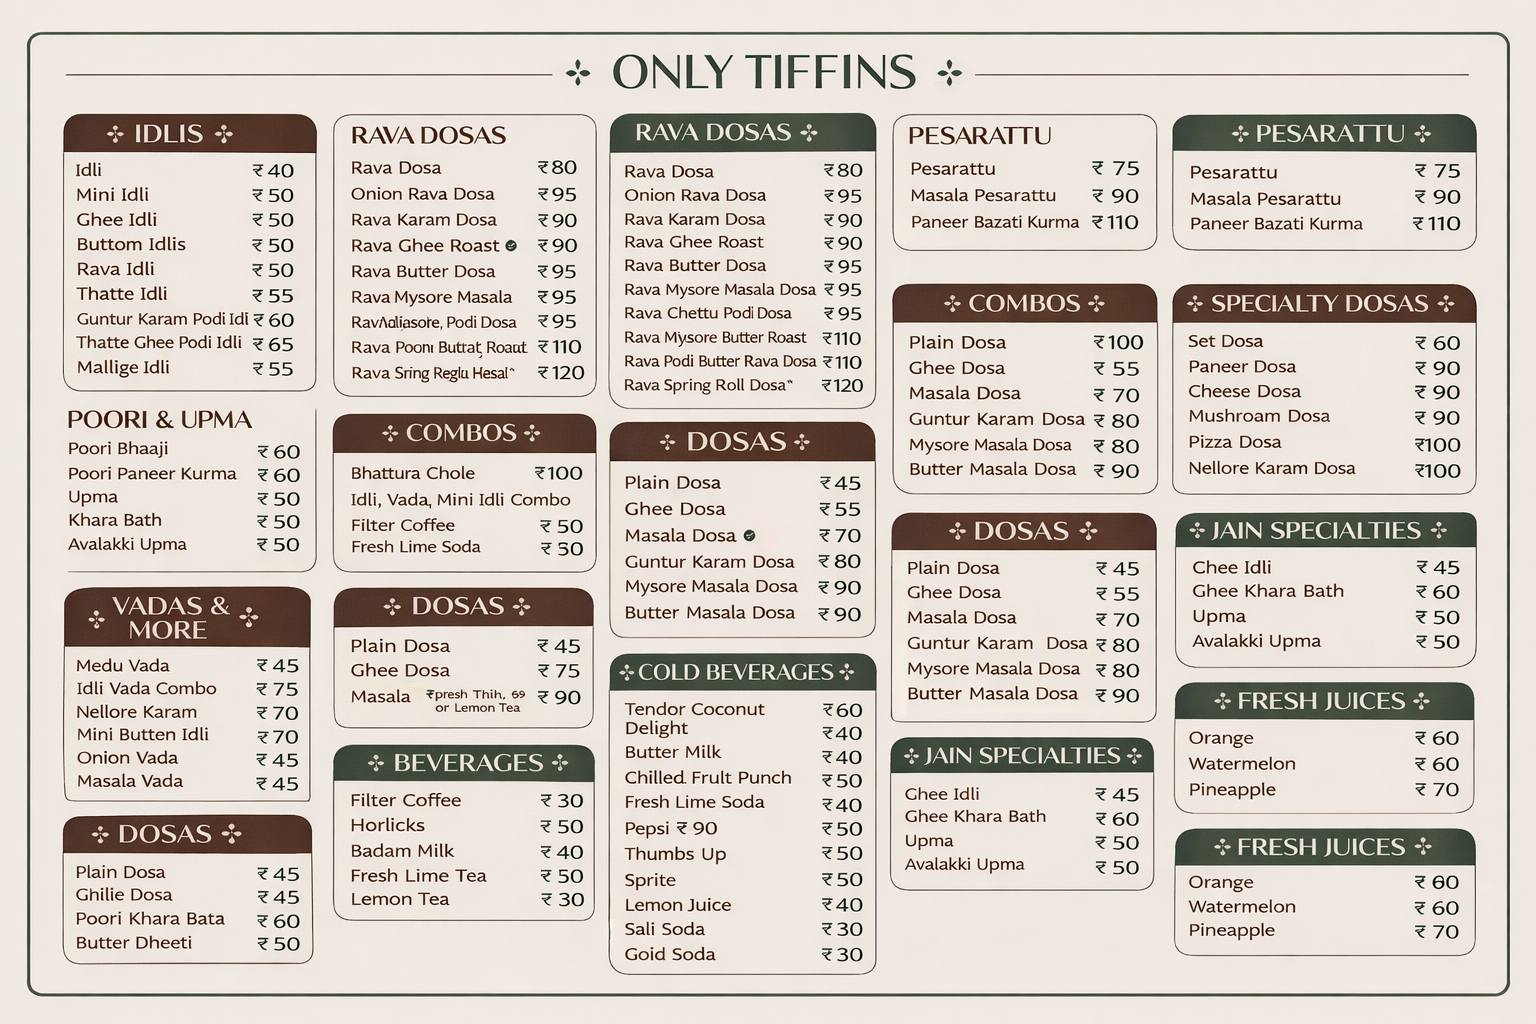 ONLY TIFFINS
IDLIS
Idli ₹ 40
Mini Idli ₹ 50
Ghee Idli ₹ 50
Buttom Idlis ₹ 50
Rava Idli ₹ 50
Thatte Idli ₹ 55
Guntur Karam Podi Idi ₹ 60
Thatte Ghee Podi Idli ₹ 65
Mallige Idli ₹ 55
POORI & UPMA
Poori Bhaaji ₹ 60
Poori Paneer Kurma ₹ 60
Upma ₹ 50
Khara Bath ₹ 50
Avalakki Upma ₹ 50
VADAS &
MORE
Medu Vada ₹ 45
Idli Vada Combo ₹ 75
Nellore Karam ₹ 70
Mini Butten Idli ₹ 70
Onion Vada ₹ 45
Masala Vada ₹ 45
DOSAS
Plain Dosa ₹ 45
Ghilie Dosa ₹ 45
Poori Khara Bata ₹ 60
Butter Dheeti ₹ 50
RAVA DOSAS
Rava Dosa ₹ 80
Onion Rava Dosa ₹ 95
Rava Karam Dosa ₹ 90
Rava Ghee Roast ₹ 90
Rava Butter Dosa ₹ 95
Rava Mysore Masala ₹ 95
Podi Dosa ₹ 95
Rava ₹ 110
Rava ₹ 120
COMBOS
Bhattura Chole ₹100
Idli, Vada, Mini Idli Combo
Filter Coffee ₹ 50
Fresh Lime Soda ₹ 30
DOSAS
Plain Dosa ₹ 45
Ghee Dosa ₹ 75
Masala ₹presh Thih, 69 ₹ 90
or Lemon Tea
BEVERAGES
Filter Coffee ₹ 30
Horlicks ₹ 50
Badam Milk ₹ 40
Fresh Lime Tea ₹ 50
Lemon Tea ₹ 30
RAVA DOSAS
Rava Dosa ₹80
Onion Rava Dosa ₹95
Rava Karam Dosa ₹90
Rava Ghee Roast ₹90
Rava Butter Dosa ₹95
Rava Mysore Masala Dosa ₹95
Rava Chettu Podi Dosa ₹95
Rava Mysore Butter Roast ₹110
Rava Podi Butter Rava Dosa ₹110
Rava Spring Roll Dosa* ₹120
DOSAS
Plain Dosa ₹ 45
Ghee Dosa ₹ 55
Masala Dosa ₹ 70
Guntur Karam Dosa ₹ 80
Mysore Masala Dosa ₹ 90
Butter Masala Dosa ₹ 90
COLD BEVERAGES
Tendor Coconut ₹60
Delight ₹40
Butter Milk ₹40
Chilled Fruit Punch ₹50
Fresh Lime Soda ₹40
Pepsi ₹ 90 ₹50
Thumbs Up ₹50
Sprite ₹50
Lemon Juice ₹40
Sali Soda ₹30
Goid Soda ₹30
PESARATTU
Pesarattu ₹ 75
Masala Pesarattu ₹ 90
Paneer Bazati Kurma ₹110
COMBOS
Plain Dosa ₹100
Ghee Dosa ₹ 55
Masala Dosa ₹ 70
Guntur Karam Dosa ₹ 80
Mysore Masala Dosa ₹ 80
Butter Masala Dosa ₹ 90
DOSAS
Plain Dosa ₹ 45
Ghee Dosa ₹ 55
Masala Dosa ₹ 70
Guntur Karam Dosa ₹ 80
Mysore Masala Dosa ₹ 80
Butter Masala Dosa ₹ 90
JAIN SPECIALTIES
Ghee Idli ₹ 45
Ghee Khara Bath ₹ 60
Upma ₹ 50
Avalakki Upma ₹ 50
PESARATTU
Pesarattu ₹ 75
Masala Pesarattu ₹ 90
Paneer Bazati Kurma ₹110
SPECIALTY DOSAS
Set Dosa ₹ 60
Paneer Dosa ₹ 90
Cheese Dosa ₹ 90
Mushroam Dosa ₹ 90
Pizza Dosa ₹100
Nellore Karam Dosa ₹100
JAIN SPECIALTIES
Chee Idli ₹ 45
Ghee Khara Bath ₹ 60
Upma ₹ 50
Avalakki Upma ₹ 50
FRESH JUICES
Orange ₹ 60
Watermelon ₹ 60
Pineapple ₹ 70
FRESH JUICES
Orange ₹ 60
Watermelon ₹ 60
Pineapple ₹ 70